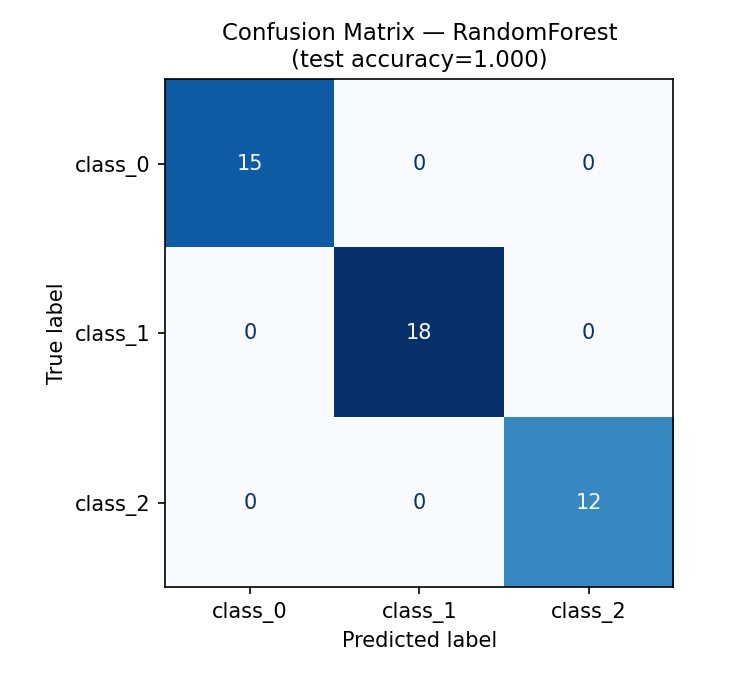 Confusion Matrix — RandomForest
(test accuracy=1.000)
True label
class_0
15 0 0
class_1
0 18 0
class_2
0 0 12
class_0 class_1 class_2
Predicted label